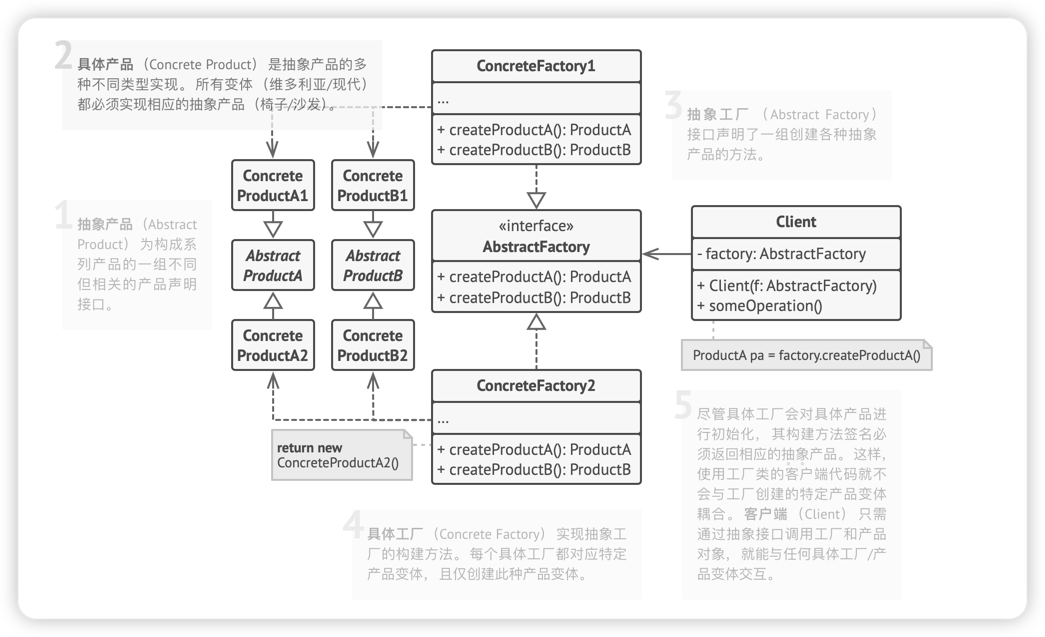 2
具体产品 （Concrete Product） 是抽象产品的多
种不同类型实现。 所有变体 （维多利亚/现代）
都必须实现相应的抽象产品 （椅子/沙发）。
ConcreteFactory1
...
+ createProductA(): ProductA
+ createProductB(): ProductB
3
抽象工厂 （Abstract Factory）
接口声明了一组创建各种抽象
产品的方法。
Concrete
ProductA1
Concrete
ProductB1
1
抽象产品 （Abstract
Product） 为构成系
列产品的一组不同
但相关的产品声明
接口。
Abstract
ProductA
Abstract
ProductB
«interface»
AbstractFactory
+ createProductA(): ProductA
+ createProductB(): ProductB
Client
- factory: AbstractFactory
+ Client(f: AbstractFactory)
+ someOperation()
Concrete
ProductA2
Concrete
ProductB2
ProductA pa = factory.createProductA()
ConcreteFactory2
...
+ createProductA(): ProductA
+ createProductB(): ProductB
return new
ConcreteProductA2()
5
尽管具体工厂会对具体产品进
行初始化， 其构建方法签名必
须返回相应的抽象产品。 这样，
使用工厂类的客户端代码就不
会与工厂创建的特定产品变体
耦合。 客户端 （Client） 只需
通过抽象接口调用工厂和产品
对象， 就能与任何具体工厂/产
品变体交互。
4
具体工厂 （Concrete Factory） 实现抽象工
厂的构建方法。 每个具体工厂都对应特定
产品变体， 且仅创建此种产品变体。